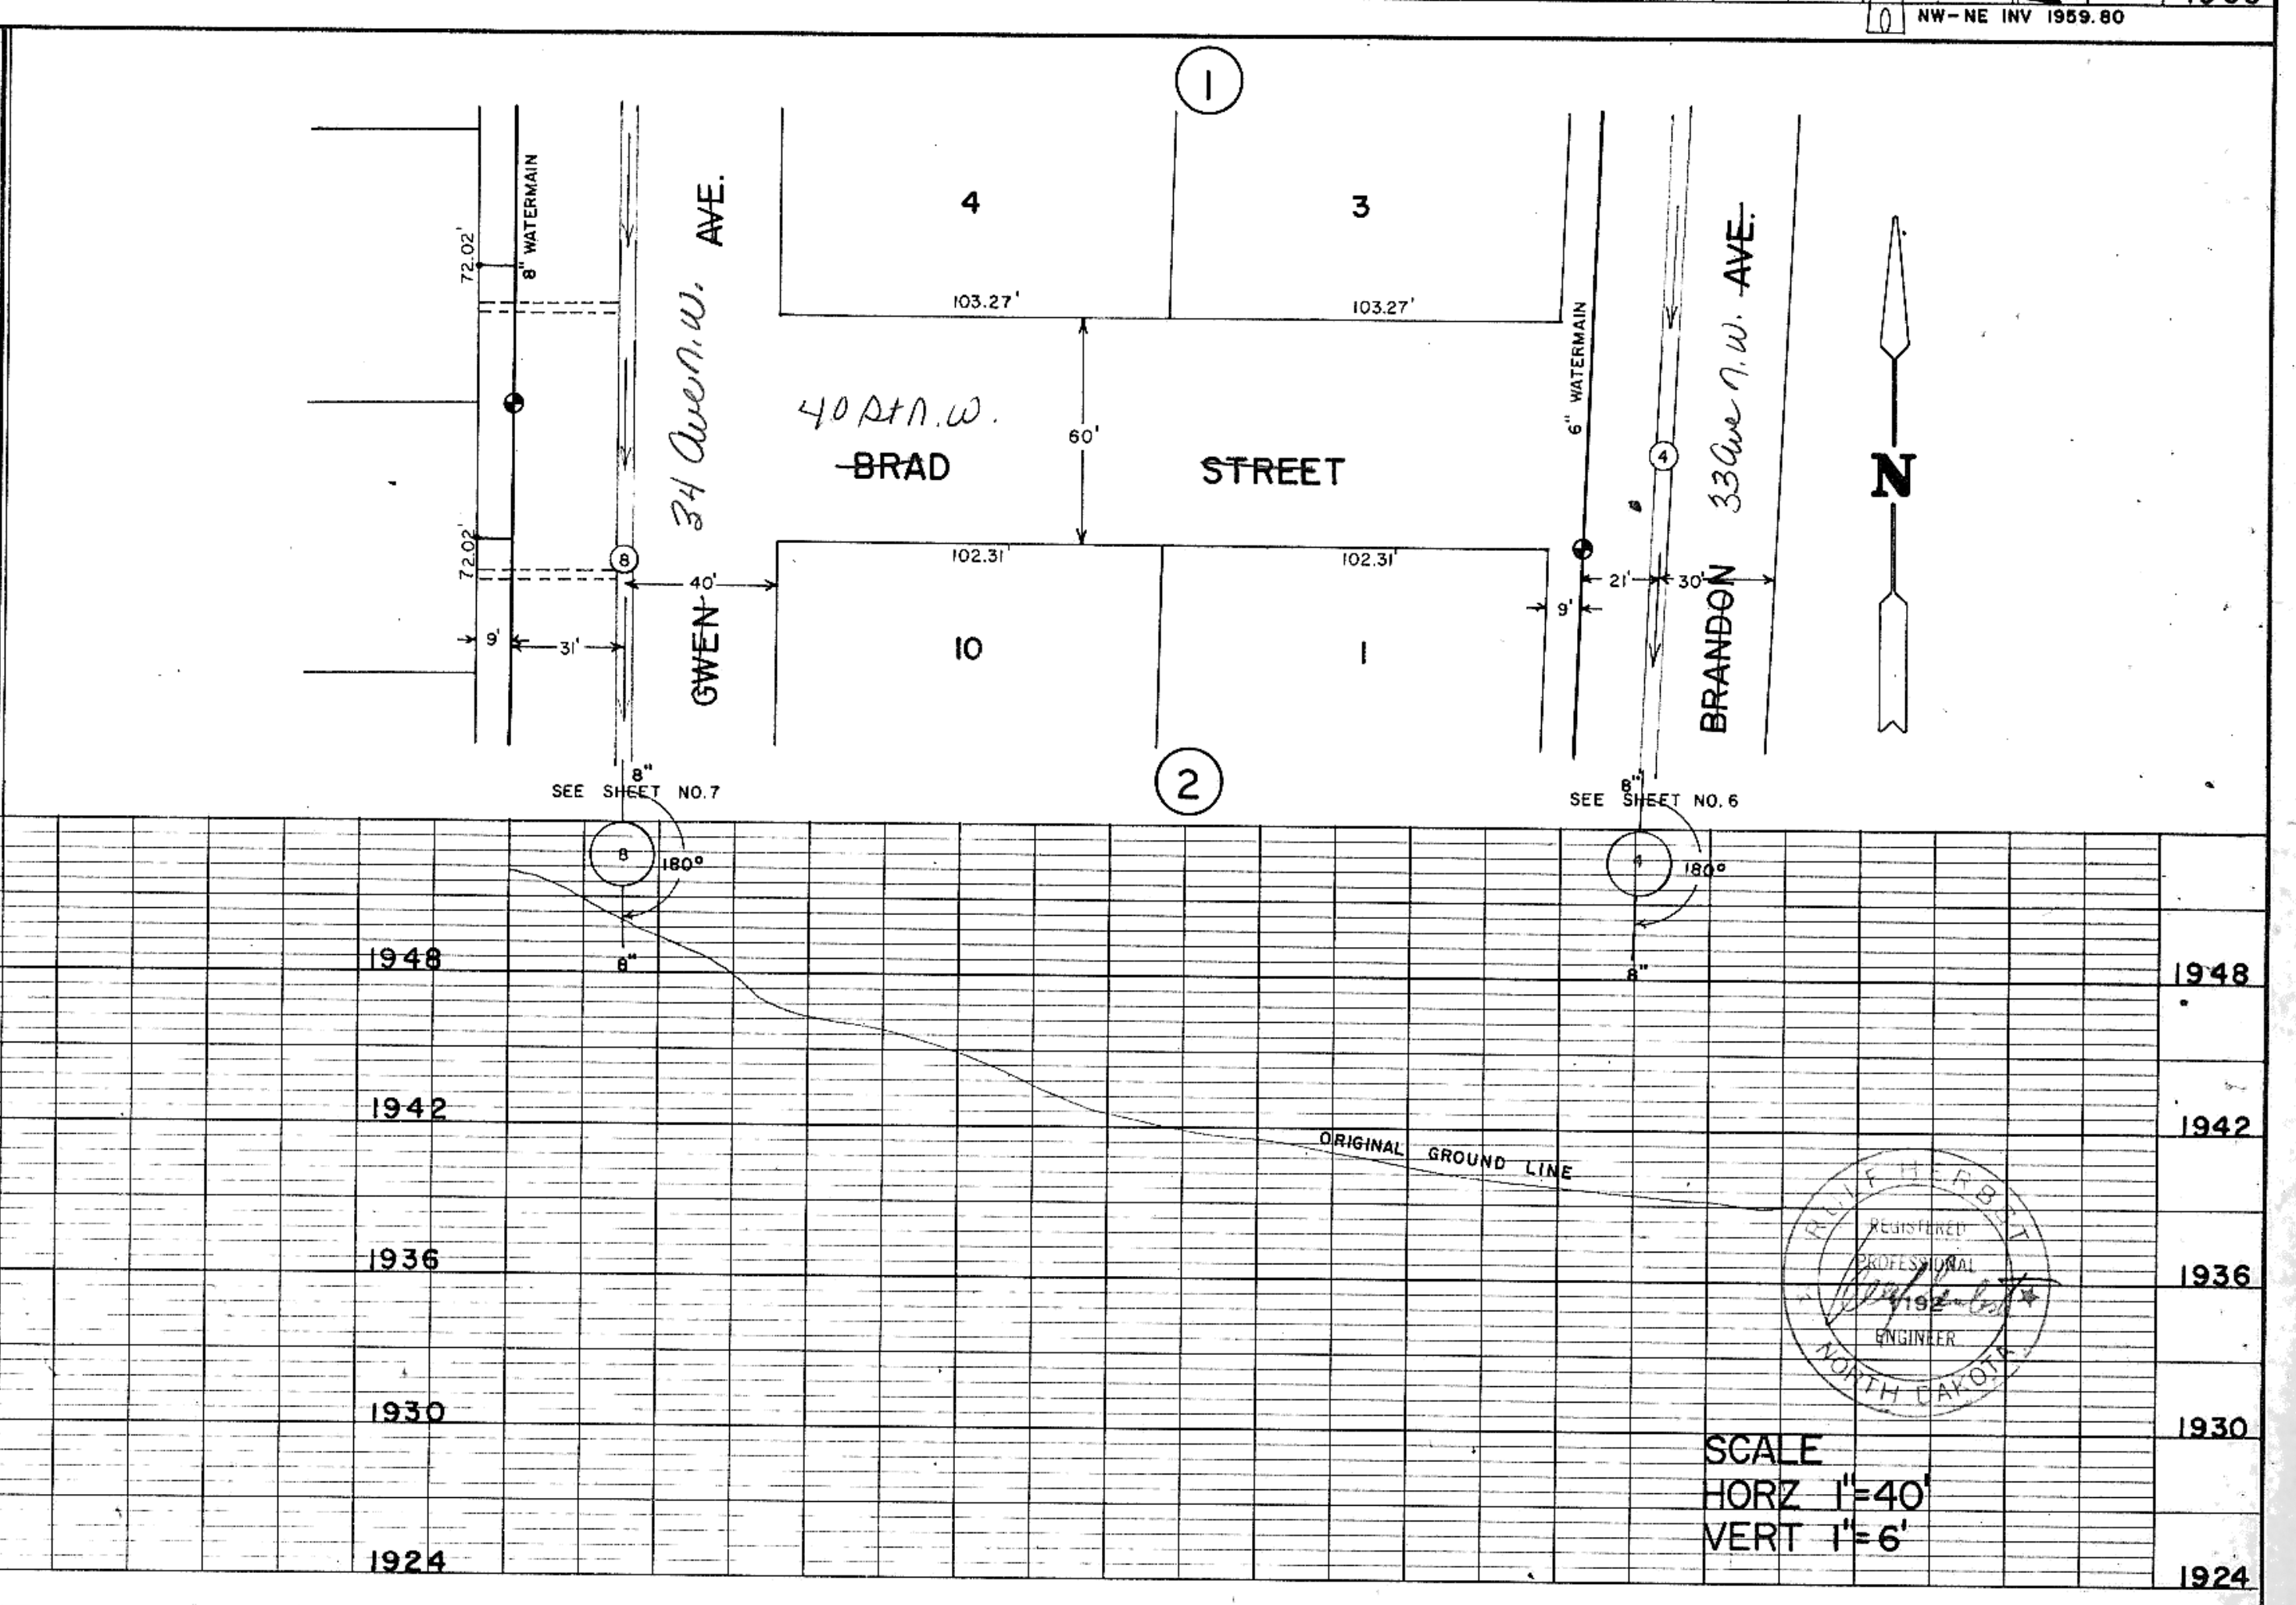 NW-NE INV 1959.80
1
8" WATERMAIN
72.02'
72.02'
34 Ave N.W.
GWEN AVE.
4
3
103.27'
103.27'
40 St N.W.
BRAD STREET
60'
6" WATERMAIN
33 Ave N.W.
BRANDON AVE.
4
N
8
40'
102.31'
102.31'
21'
30'
9'
9'
31'
10
1
2
8"
SEE SHEET NO. 7
8"
SEE SHEET NO. 6
8
180°
8"
4
180°
8"
1948
1948
1942
1942
ORIGINAL GROUND LINE
1936
1936
1930
1930
1924
1924
HERBST
REGISTERED
PROFESSIONAL
ENGINEER
NORTH DAKOTA
SCALE
HORZ 1"=40'
VERT 1"=6'